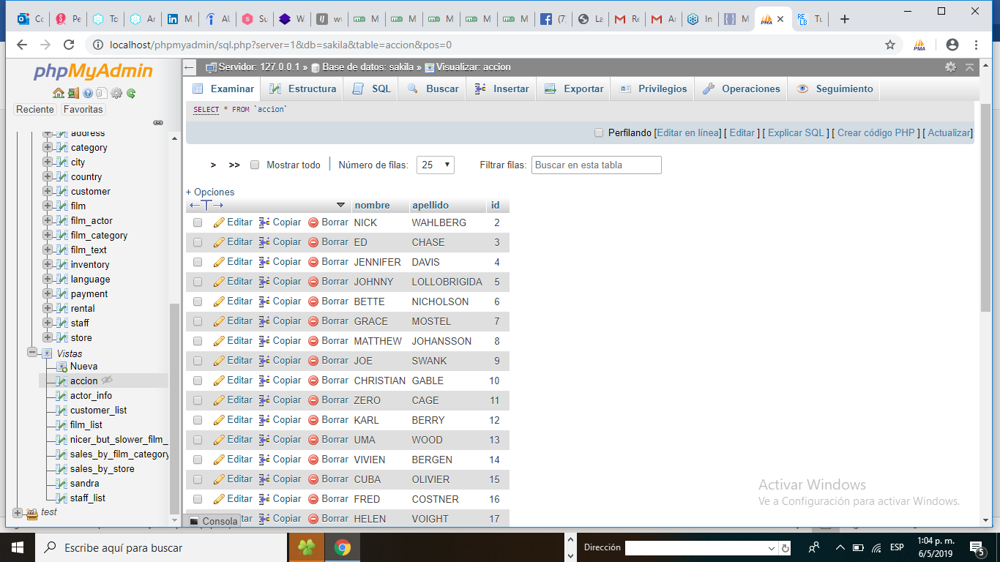 Co Pe To Ar M AU Su W wv M M M M M (7) La Re Ar In M Tu
localhost/phpmyadmin/sql.php?server=1&db=sakila&table=accion&pos=0
phpMyAdmin
Reciente Favoritas
address
category
city
country
customer
film
film_actor
film_category
film_text
inventory
language
payment
rental
staff
store
Vistas
Nueva
accion
actor_info
customer_list
film_list
nicer_but_slower_film_
sales_by_film_category
sales_by_store
sandra
staff_list
test
Servidor: 127.0.0.1 » Base de datos: sakila » Visualizar: accion
Examinar Estructura SQL Buscar Insertar Exportar Privilegios Operaciones Seguimiento
SELECT * FROM `accion`
Perfilando [Editar en línea] [ Editar ] [ Explicar SQL ] [ Crear código PHP ] [ Actualizar]
> >> Mostrar todo Número de filas: 25 Filtrar filas: Buscar en esta tabla
+ Opciones
nombre apellido id
Editar Copiar Borrar NICK WAHLBERG 2
Editar Copiar Borrar ED CHASE 3
Editar Copiar Borrar JENNIFER DAVIS 4
Editar Copiar Borrar JOHNNY LOLLOBRIGIDA 5
Editar Copiar Borrar BETTE NICHOLSON 6
Editar Copiar Borrar GRACE MOSTEL 7
Editar Copiar Borrar MATTHEW JOHANSSON 8
Editar Copiar Borrar JOE SWANK 9
Editar Copiar Borrar CHRISTIAN GABLE 10
Editar Copiar Borrar ZERO CAGE 11
Editar Copiar Borrar KARL BERRY 12
Editar Copiar Borrar UMA WOOD 13
Editar Copiar Borrar VIVIEN BERGEN 14
Editar Copiar Borrar CUBA OLIVIER 15
Editar Copiar Borrar FRED COSTNER 16
tar Copiar Borrar HELEN VOIGHT 17
Consola
Activar Windows
Ve a Configuración para activar Windows.
Escribe aquí para buscar
Dirección
ESP
1:04 p. m.
6/5/2019
5